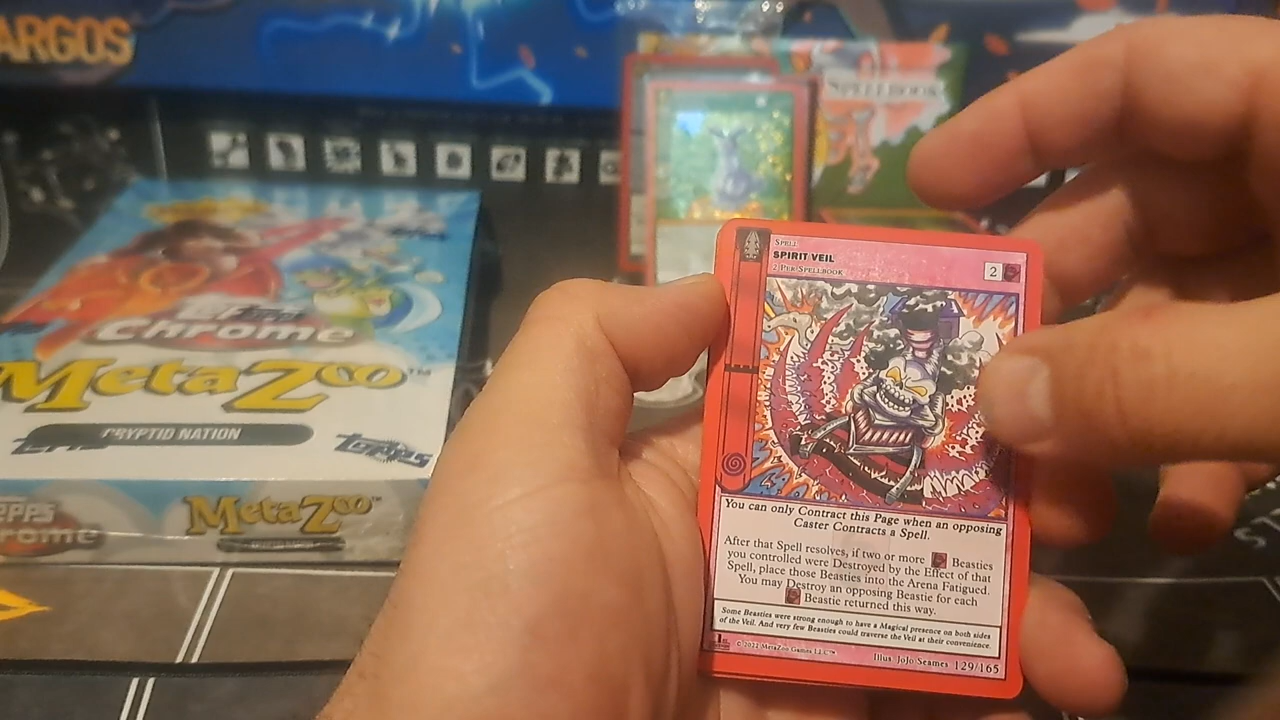 ARGOS
SPELLBOOK
Chrome
MetaZoo™
CRYPTID NATION
Topps
MetaZoo™
SPELL
SPIRIT VEIL
2 PER SPELLBOOK
2
You can only Contract this Page when an opposing
Caster Contracts a Spell.
After that Spell resolves, if two or more Beasties
you controlled were Destroyed by the Effect of that
Spell, place those Beasties into the Arena Fatigued.
You may Destroy an opposing Beastie for each
Beastie returned this way.
Some Beasties were strong enough to have a Magical presence on both sides
of the Veil. And very few Beasties could traverse the Veil at their convenience.
© 2022 MetaZoo Games LLC™
Illus. JoJo Seames 129/165